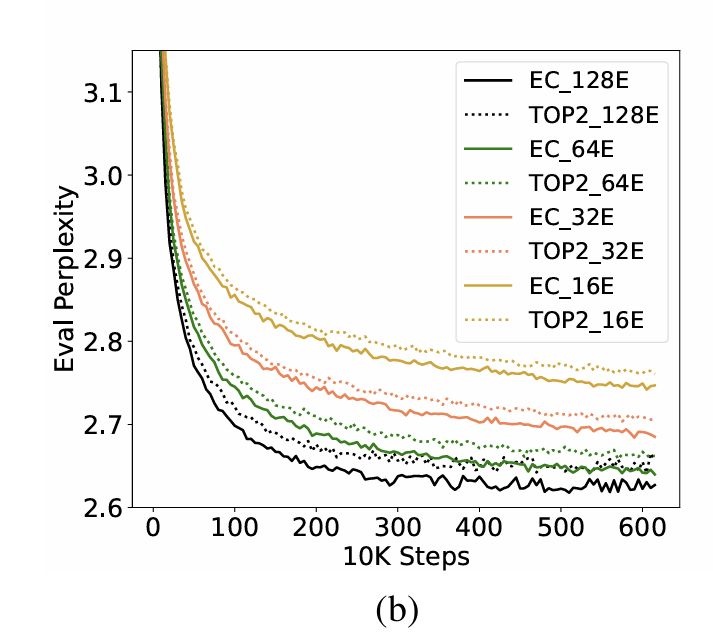 3.1
3.0
2.9
2.8
2.7
2.6
Eval Perplexity
EC_128E
TOP2_128E
EC_64E
TOP2_64E
EC_32E
TOP2_32E
EC_16E
TOP2_16E
0 100 200 300 400 500 600
10K Steps
(b)